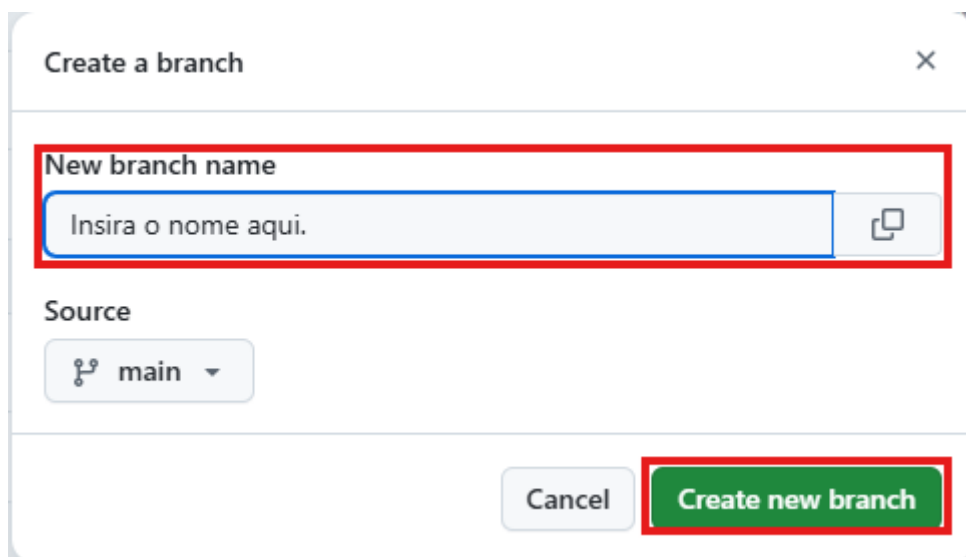 Create a branch
New branch name
Insira o nome aqui.
Source
main
Cancel
Create new branch